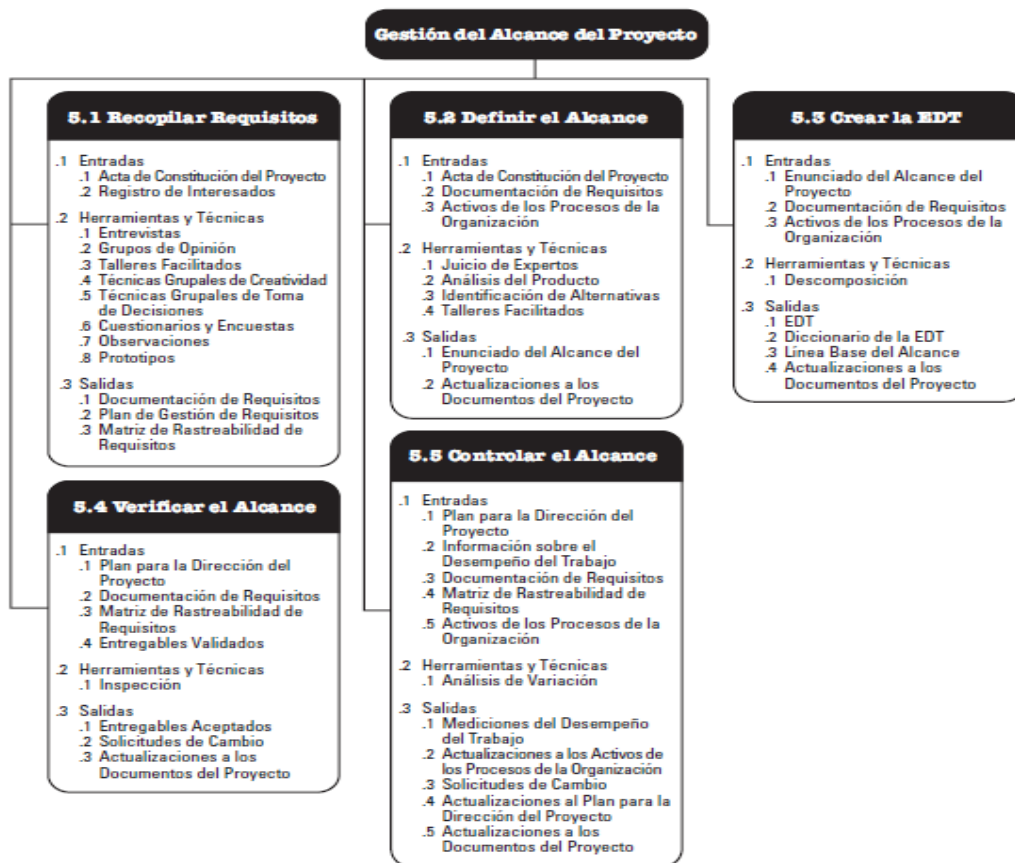 Gestión del Alcance del Proyecto
5.1 Recopilar Requisitos
.1 Entradas
.1 Acta de Constitución del Proyecto
.2 Registro de Interesados
.2 Herramientas y Técnicas
.1 Entrevistas
.2 Grupos de Opinión
.3 Talleres Facilitados
.4 Técnicas Grupales de Creatividad
.5 Técnicas Grupales de Toma
de Decisiones
.6 Cuestionarios y Encuestas
.7 Observaciones
.8 Prototipos
.3 Salidas
.1 Documentación de Requisitos
.2 Plan de Gestión de Requisitos
.3 Matriz de Rastreabilidad de
Requisitos
5.2 Definir el Alcance
.1 Entradas
.1 Acta de Constitución del Proyecto
.2 Documentación de Requisitos
.3 Activos de los Procesos de la
Organización
.2 Herramientas y Técnicas
.1 Juicio de Expertos
.2 Análisis del Producto
.3 Identificación de Alternativas
.4 Talleres Facilitados
.3 Salidas
.1 Enunciado del Alcance del
Proyecto
.2 Actualizaciones a los
Documentos del Proyecto
5.3 Crear la EDT
.1 Entradas
.1 Enunciado del Alcance del
Proyecto
.2 Documentación de Requisitos
.3 Activos de los Procesos de la
Organización
.2 Herramientas y Técnicas
.1 Descomposición
.3 Salidas
.1 EDT
.2 Diccionario de la EDT
.3 Línea Base del Alcance
.4 Actualizaciones a los
Documentos del Proyecto
5.4 Verificar el Alcance
.1 Entradas
.1 Plan para la Dirección del
Proyecto
.2 Documentación de Requisitos
.3 Matriz de Rastreabilidad de
Requisitos
.4 Entregables Validados
.2 Herramientas y Técnicas
.1 Inspección
.3 Salidas
.1 Entregables Aceptados
.2 Solicitudes de Cambio
.3 Actualizaciones a los
Documentos del Proyecto
5.5 Controlar el Alcance
.1 Entradas
.1 Plan para la Dirección del
Proyecto
.2 Información sobre el
Desempeño del Trabajo
.3 Documentación de Requisitos
.4 Matriz de Rastreabilidad de
Requisitos
.5 Activos de los Procesos de la
Organización
.2 Herramientas y Técnicas
.1 Análisis de Variación
.3 Salidas
.1 Mediciones del Desempeño
del Trabajo
.2 Actualizaciones a los Activos de
los Procesos de la Organización
.3 Solicitudes de Cambio
.4 Actualizaciones al Plan para la
Dirección del Proyecto
.5 Actualizaciones a los
Documentos del Proyecto